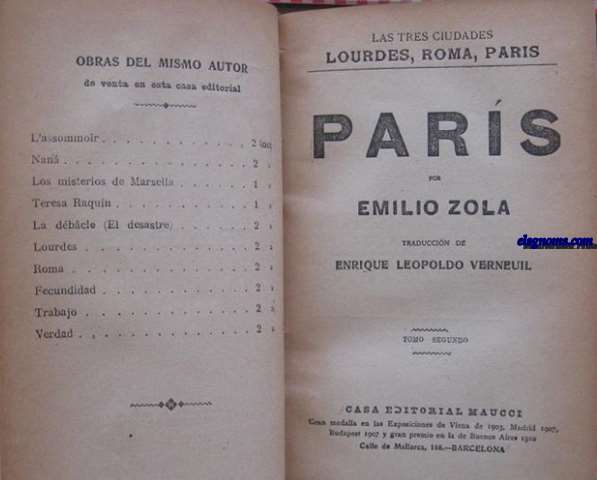 OBRAS DEL MISMO AUTOR
de venta en esta casa editorial
L'assommoir . . . . . . . . . . . 2
Naná . . . . . . . . . . . . . . 2
Los misterios de Marsella . . . . . 1
Teresa Raquín . . . . . . . . . . 1
La débâcle (El desastre) . . . . . . 2
Lourdes . . . . . . . . . . . . . 2
Roma . . . . . . . . . . . . . . 2
Fecundidad . . . . . . . . . . . 2
Trabajo . . . . . . . . . . . . . 2
Verdad . . . . . . . . . . . . . 2
LAS TRES CIUDADES
LOURDES, ROMA, PARIS
PARÍS
POR
EMILIO ZOLA
TRADUCCIÓN DE
ENRIQUE LEOPOLDO VERNEUIL
TOMO SEGUNDO
CASA EDITORIAL MAUCCI
Gran medalla en las Exposiciones de Viena de 1903, Madrid 1907,
Budapest 1907 y gran premio en la de Buenos Aires 1910
Calle de Mallorca, 166.—BARCELONA
elagnoms.com